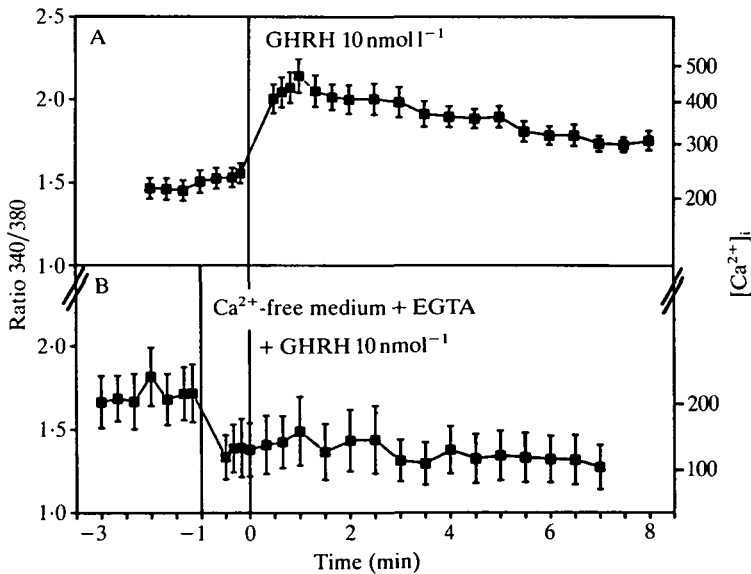 2·5
A
GHRH 10 nmol l⁻¹
500
2·0
400
300
1·5
200
1·0
Ratio 340/380
[Ca²⁺]ᵢ
B
Ca²⁺-free medium + EGTA
+ GHRH 10 nmol⁻¹
2·0
200
1·5
100
1·0
−3 −1 0 2 4 6 8
Time (min)